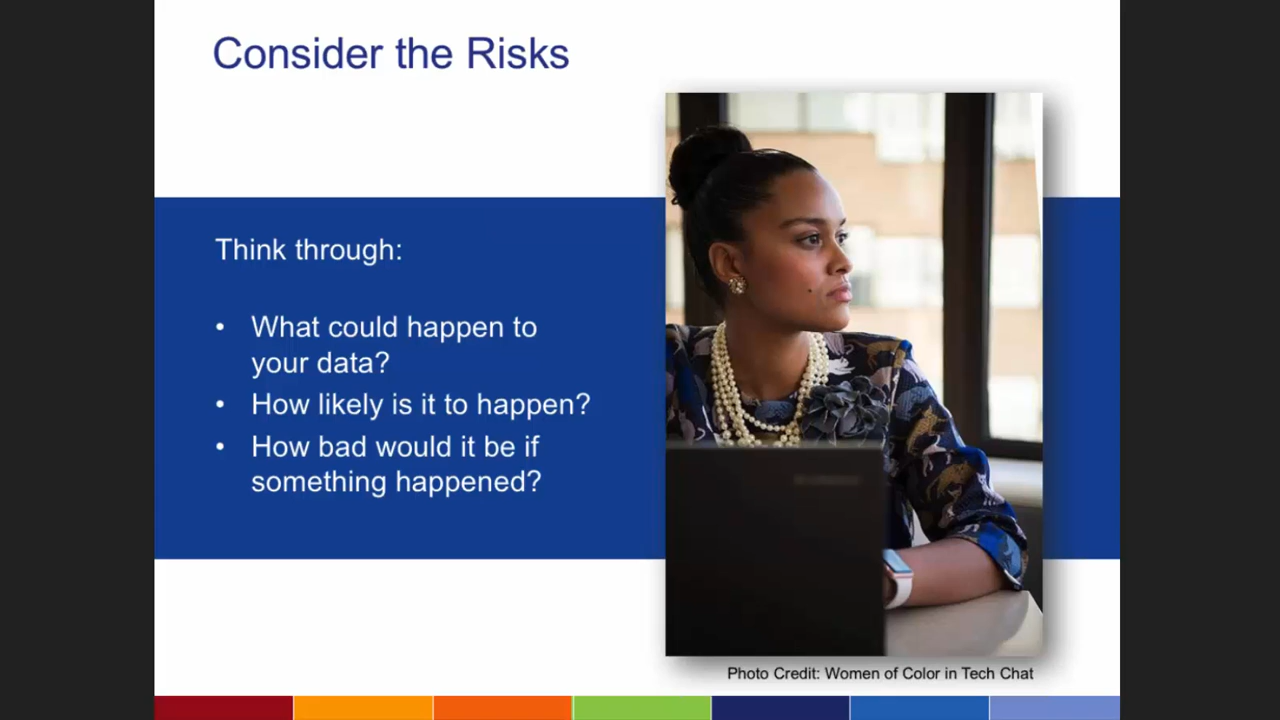 Consider the Risks
Think through:
• What could happen to
your data?
• How likely is it to happen?
• How bad would it be if
something happened?
Photo Credit: Women of Color in Tech Chat